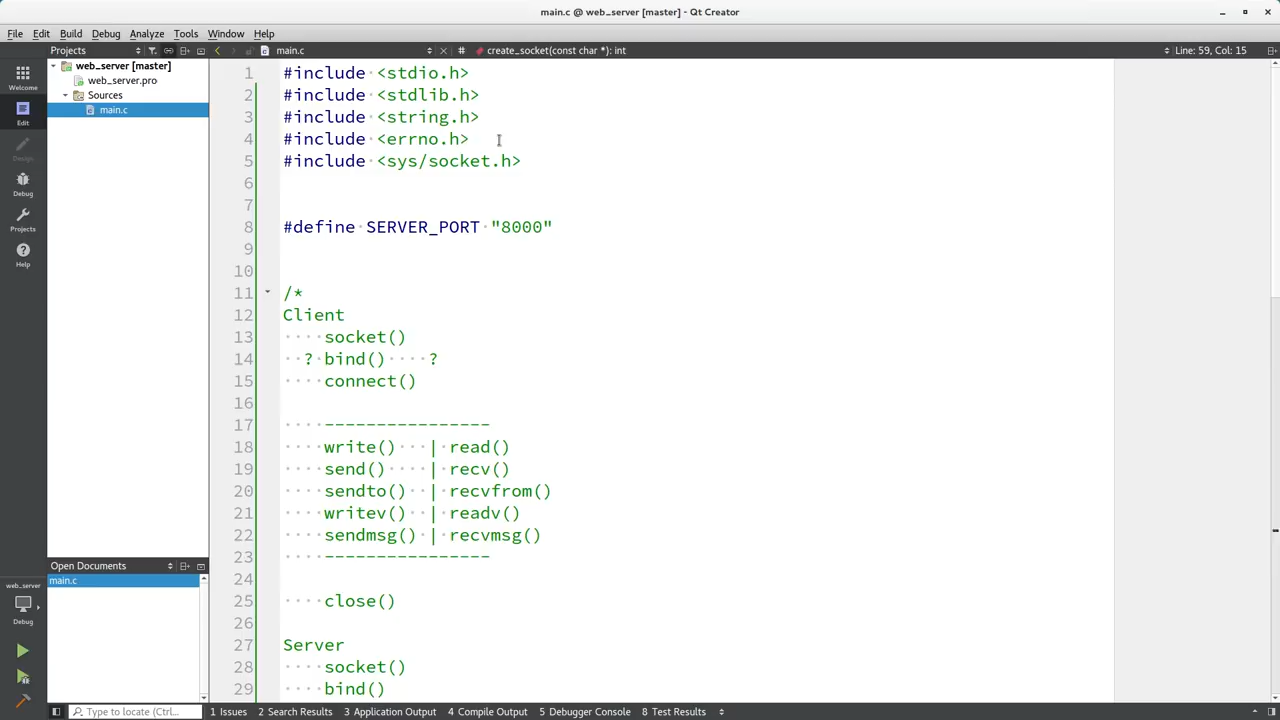 main.c @ web_server [master] - Qt Creator
File Edit Build Debug Analyze Tools Window Help
Projects main.c # create_socket(const char *): int Line: 59, Col: 15
web_server [master]
web_server.pro
Sources
main.c
Welcome
Edit
Design
Debug
Projects
Help
1 #include <stdio.h>
2 #include <stdlib.h>
3 #include <string.h>
4 #include <errno.h>
5 #include <sys/socket.h>
6
7
8 #define SERVER_PORT "8000"
9
10
11 /*
12 Client
13 socket()
14 ? bind() ?
15 connect()
16
17 ----------------
18 write() | read()
19 send() | recv()
20 sendto() | recvfrom()
21 writev() | readv()
22 sendmsg() | recvmsg()
23 ----------------
24
25 close()
26
27 Server
28 socket()
29 bind()
Open Documents
main.c
web_server
Debug
Type to locate (Ctrl... 1 Issues 2 Search Results 3 Application Output 4 Compile Output 5 Debugger Console 8 Test Results